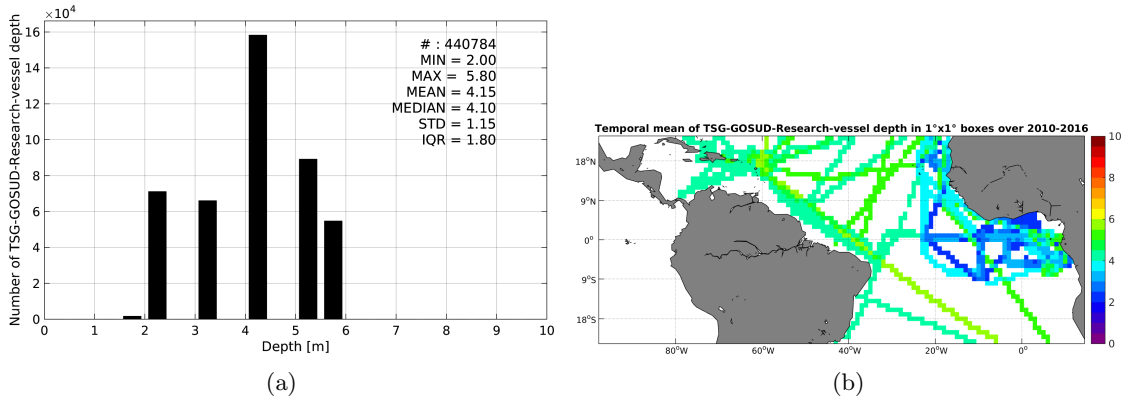 ×10⁴
16
14
12
10
8
6
4
2
0
Number of TSG-GOSUD-Research-vessel depth
# : 440784
MIN = 2.00
MAX = 5.80
MEAN = 4.15
MEDIAN = 4.10
STD = 1.15
IQR = 1.80
0 1 2 3 4 5 6 7 8 9 10
Depth [m]
(a)
Temporal mean of TSG-GOSUD-Research-vessel depth in 1°x1° boxes over 2010-2016
18°N
9°N
0°
9°S
18°S
80°W 60°W 40°W 20°W 0°
10
8
6
4
2
0
(b)